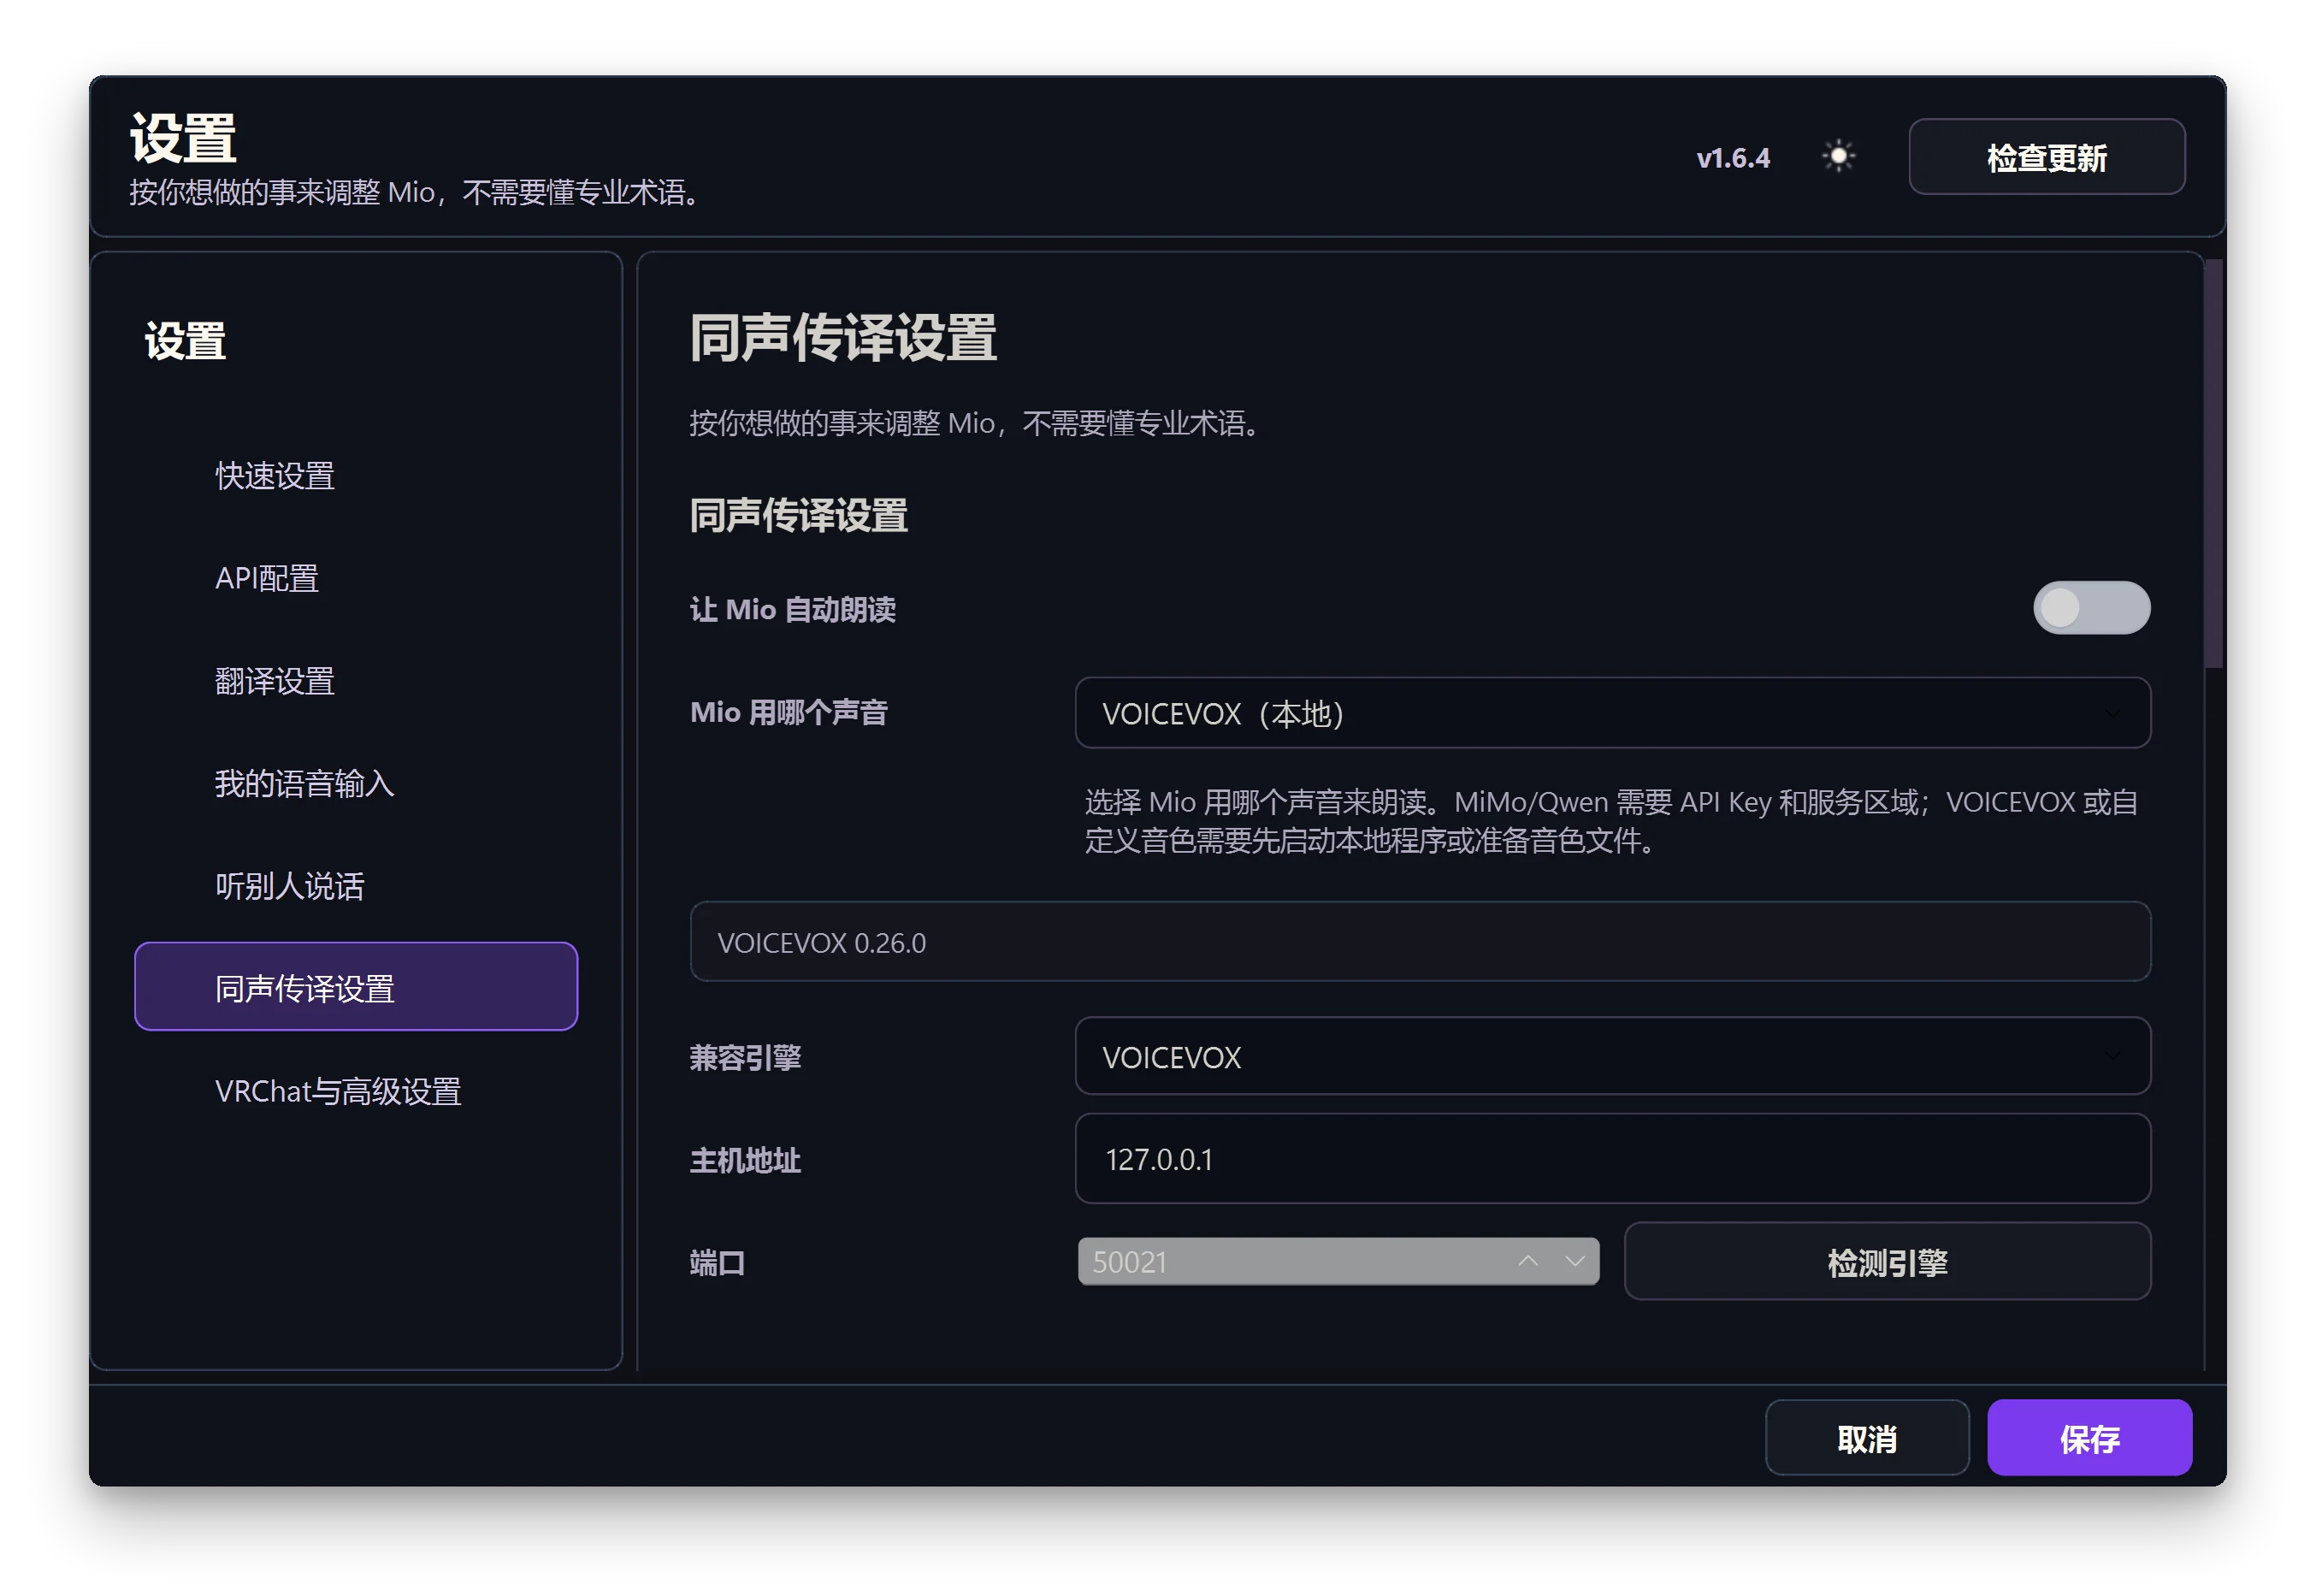 设置
按你想做的事来调整 Mio，不需要懂专业术语。
v1.6.4
检查更新
设置
快速设置
API配置
翻译设置
我的语音输入
听别人说话
同声传译设置
VRChat与高级设置
同声传译设置
按你想做的事来调整 Mio，不需要懂专业术语。
同声传译设置
让 Mio 自动朗读
Mio 用哪个声音
VOICEVOX（本地）
选择 Mio 用哪个声音来朗读。MiMo/Qwen 需要 API Key 和服务区域；VOICEVOX 或自
定义音色需要先启动本地程序或准备音色文件。
VOICEVOX 0.26.0
兼容引擎
VOICEVOX
主机地址
127.0.0.1
端口
50021
检测引擎
取消
保存